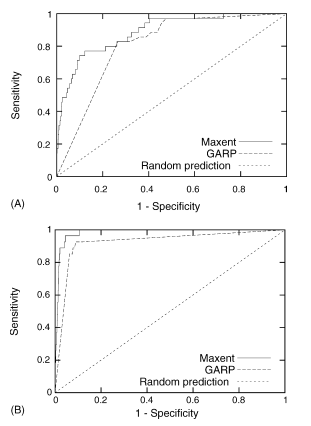 1
0.8
0.6
0.4
0.2
0
Sensitivity
Maxent
GARP
Random prediction
0 0.2 0.4 0.6 0.8 1
(A)
1 - Specificity
1
0.8
0.6
0.4
0.2
0
Sensitivity
Maxent
GARP
Random prediction
0 0.2 0.4 0.6 0.8 1
(B)
1 - Specificity